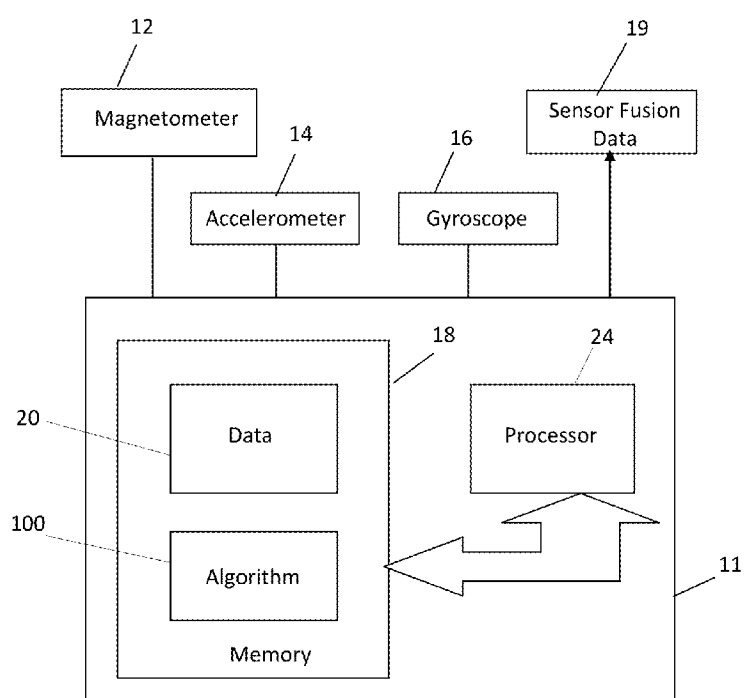 12
19
Magnetometer
Sensor Fusion
Data
14
16
Accelerometer
Gyroscope
18
24
20
Data
Processor
100
Algorithm
11
Memory